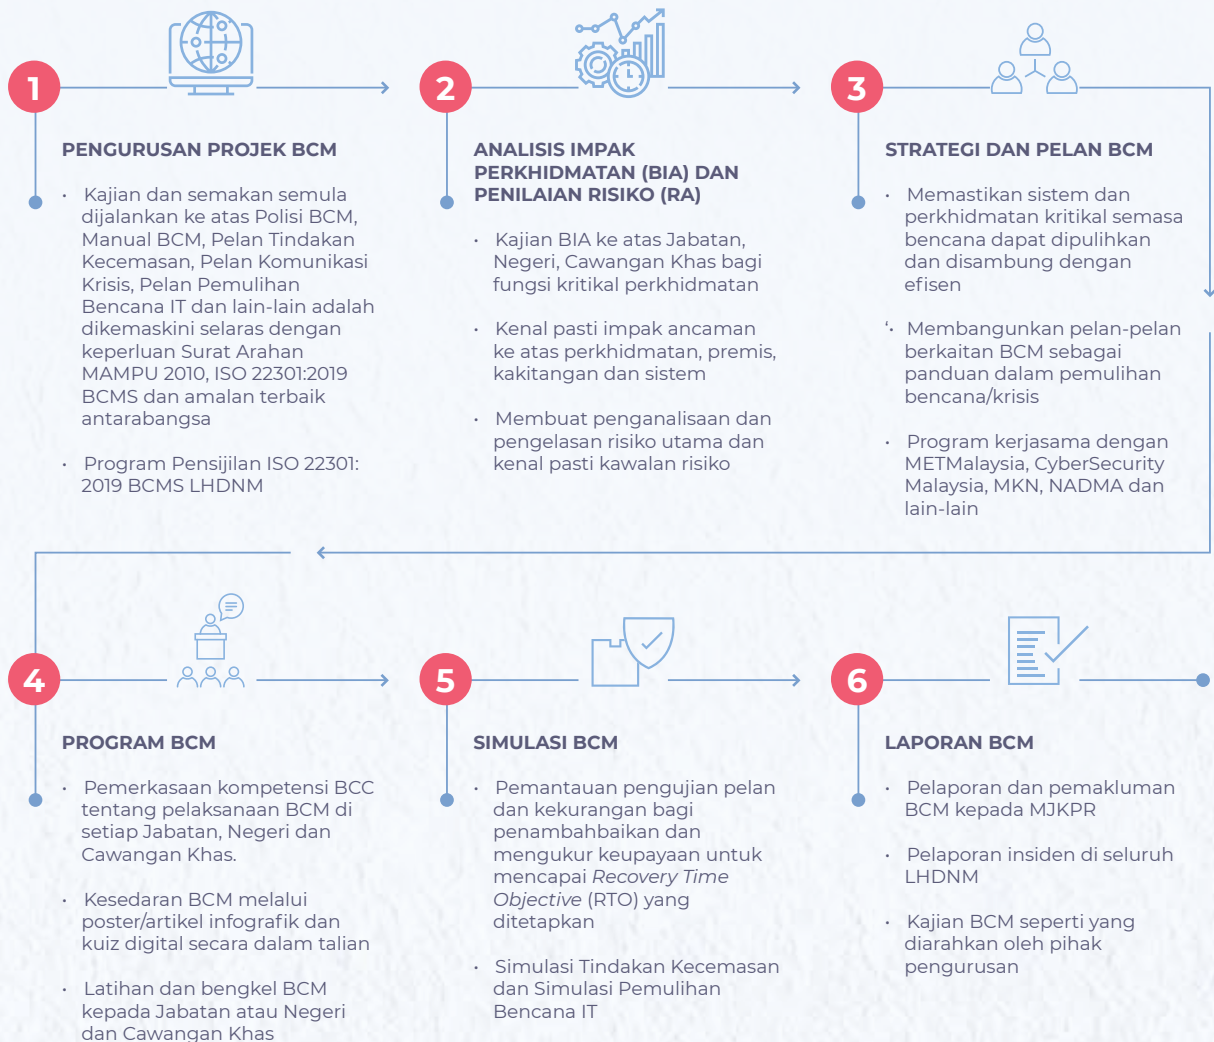 1
PENGURUSAN PROJEK BCM
• Kajian dan semakan semula
dijalankan ke atas Polisi BCM,
Manual BCM, Pelan Tindakan
Kecemasan, Pelan Komunikasi
Krisis, Pelan Pemulihan
Bencana IT dan lain-lain adalah
dikemaskini selaras dengan
keperluan Surat Arahan
MAMPU 2010, ISO 22301:2019
BCMS dan amalan terbaik
antarabangsa
• Program Pensijilan ISO 22301:
2019 BCMS LHDNM
2
ANALISIS IMPAK
PERKHIDMATAN (BIA) DAN
PENILAIAN RISIKO (RA)
• Kajian BIA ke atas Jabatan,
Negeri, Cawangan Khas bagi
fungsi kritikal perkhidmatan
• Kenal pasti impak ancaman
ke atas perkhidmatan, premis,
kakitangan dan sistem
• Membuat penganalisaan dan
pengelasan risiko utama dan
kenal pasti kawalan risiko
3
STRATEGI DAN PELAN BCM
• Memastikan sistem dan
perkhidmatan kritikal semasa
bencana dapat dipulihkan
dan disambung dengan
efisen
‘• Membangunkan pelan-pelan
berkaitan BCM sebagai
panduan dalam pemulihan
bencana/krisis
• Program kerjasama dengan
METMalaysia, CyberSecurity
Malaysia, MKN, NADMA dan
lain-lain
4
PROGRAM BCM
• Pemerkasaan kompetensi BCC
tentang pelaksanaan BCM di
setiap Jabatan, Negeri dan
Cawangan Khas.
• Kesedaran BCM melalui
poster/artikel infografik dan
kuiz digital secara dalam talian
• Latihan dan bengkel BCM
kepada Jabatan atau Negeri
dan Cawangan Khas
5
SIMULASI BCM
• Pemantauan pengujian pelan
dan kekurangan bagi
penambahbaikan dan
mengukur keupayaan untuk
mencapai Recovery Time
Objective (RTO) yang
ditetapkan
• Simulasi Tindakan Kecemasan
dan Simulasi Pemulihan
Bencana IT
6
LAPORAN BCM
• Pelaporan dan pemakluman
BCM kepada MJKPR
• Pelaporan insiden di seluruh
LHDNM
• Kajian BCM seperti yang
diarahkan oleh pihak
pengurusan